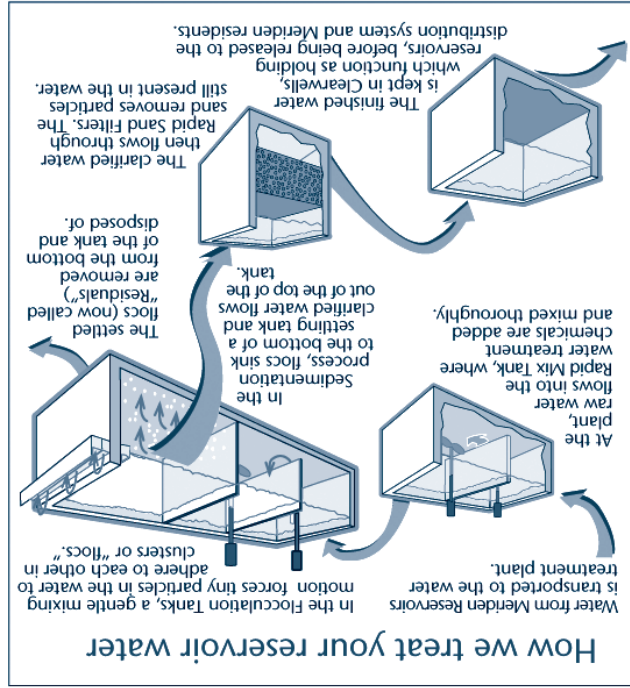 How we treat your reservoir water
Water from Meriden Reservoirs
is transported to the water
treatment plant.
At the
plant,
raw water
flows into the
Rapid Mix Tank, where
water treatment
chemicals are added
and mixed thoroughly.
In the Flocculation Tanks, a gentle mixing
motion forces tiny particles in the water to
adhere to each other in
clusters or “flocs.”
In the
Sedimentation
process, flocs sink
to the bottom of a
settling tank and
clarified water flows
out of the top of the
tank.
The settled
flocs (now called
“Residuals”)
are removed
from the bottom
of the tank and
disposed of.
The clarified water
then flows through
Rapid Sand Filters. The
sand removes particles
still present in the water.
The finished water
is kept in Clearwells,
which function as holding
reservoirs, before being released to the
distribution system and Meriden residents.